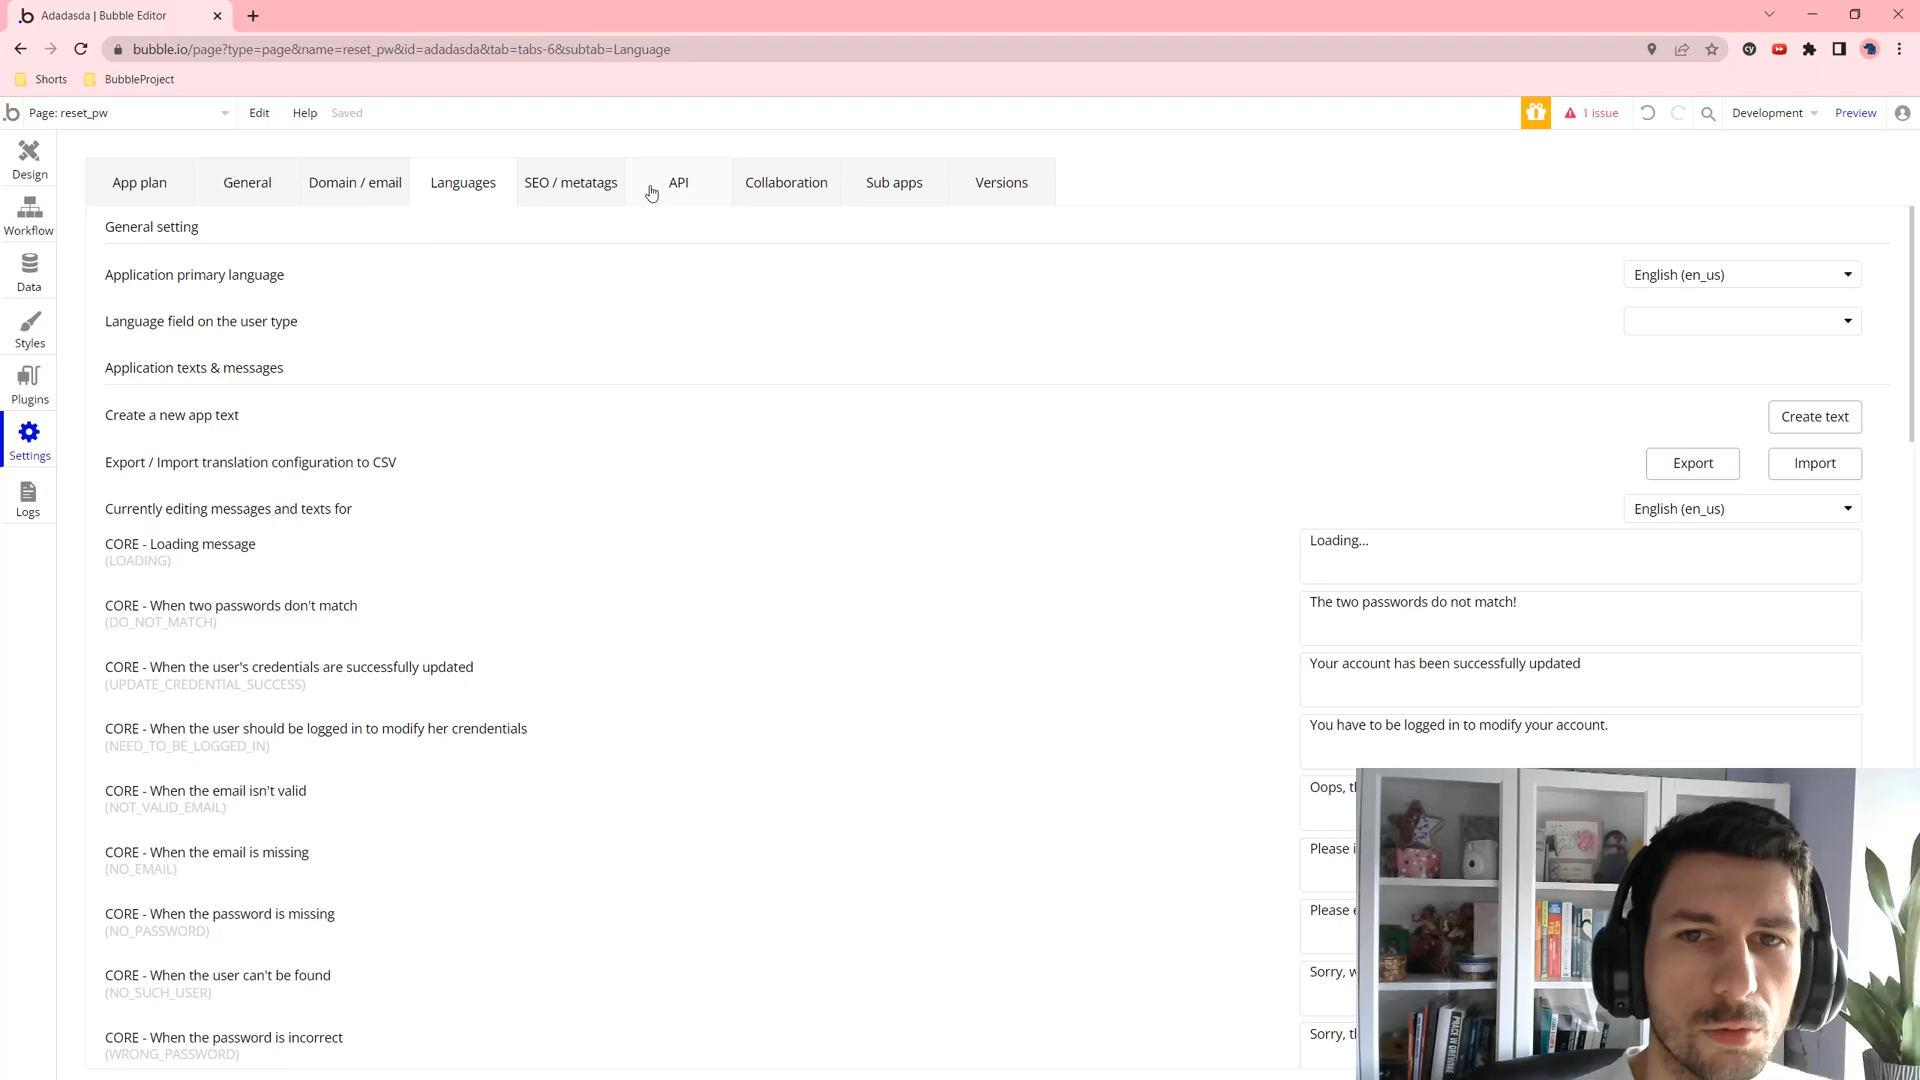 Adadasda | Bubble Editor
bubble.io/page?type=page&name=reset_pw&id=adadasda&tab=tabs-6&subtab=Language
Shorts
BubbleProject
Page: reset_pw
Edit
Help
Saved
1 issue
Development
Preview
Design
Workflow
Data
Styles
Plugins
Settings
Logs
App plan
General
Domain / email
Languages
SEO / metatags
API
Collaboration
Sub apps
Versions
General setting
Application primary language
English (en_us)
Language field on the user type
Application texts & messages
Create a new app text
Create text
Export / Import translation configuration to CSV
Export
Import
Currently editing messages and texts for
English (en_us)
CORE - Loading message
(LOADING)
Loading...
CORE - When two passwords don't match
(DO_NOT_MATCH)
The two passwords do not match!
CORE - When the user's credentials are successfully updated
(UPDATE_CREDENTIAL_SUCCESS)
Your account has been successfully updated
CORE - When the user should be logged in to modify her crendentials
(NEED_TO_BE_LOGGED_IN)
You have to be logged in to modify your account.
CORE - When the email isn't valid
(NOT_VALID_EMAIL)
Oops,
CORE - When the email is missing
(NO_EMAIL)
Please
CORE - When the password is missing
(NO_PASSWORD)
Please
CORE - When the user can't be found
(NO_SUCH_USER)
Sorry,
CORE - When the password is incorrect
(WRONG_PASSWORD)
Sorry,